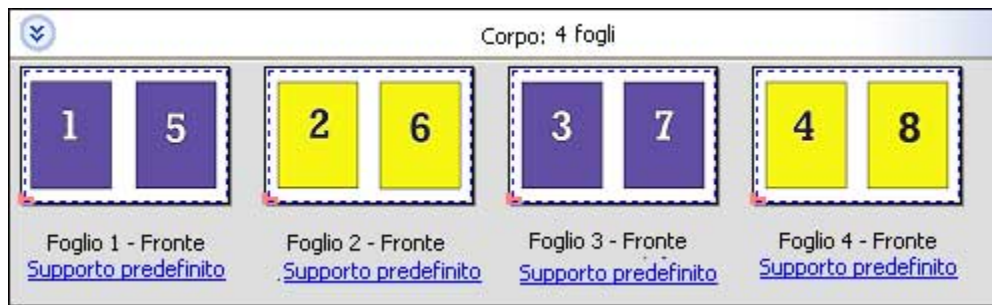 Corpo: 4 fogli
1 5
2 6
3 7
4 8
Foglio 1 - Fronte
Supporto predefinito
Foglio 2 - Fronte
Supporto predefinito
Foglio 3 - Fronte
Supporto predefinito
Foglio 4 - Fronte
Supporto predefinito